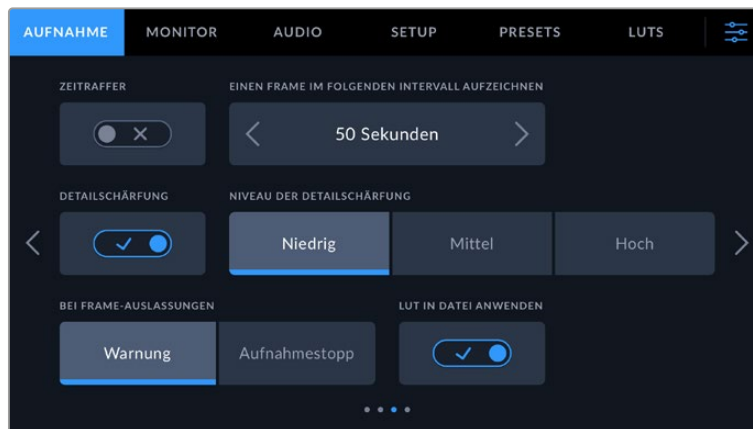 AUFNAHME MONITOR AUDIO SETUP PRESETS LUTS
ZEITRAFFER EINEN FRAME IM FOLGENDEN INTERVALL AUFZEICHNEN
50 Sekunden
DETAILSCHÄRFUNG NIVEAU DER DETAILSCHÄRFUNG
Niedrig Mittel Hoch
BEI FRAME-AUSLASSUNGEN LUT IN DATEI ANWENDEN
Warnung Aufnahmestopp